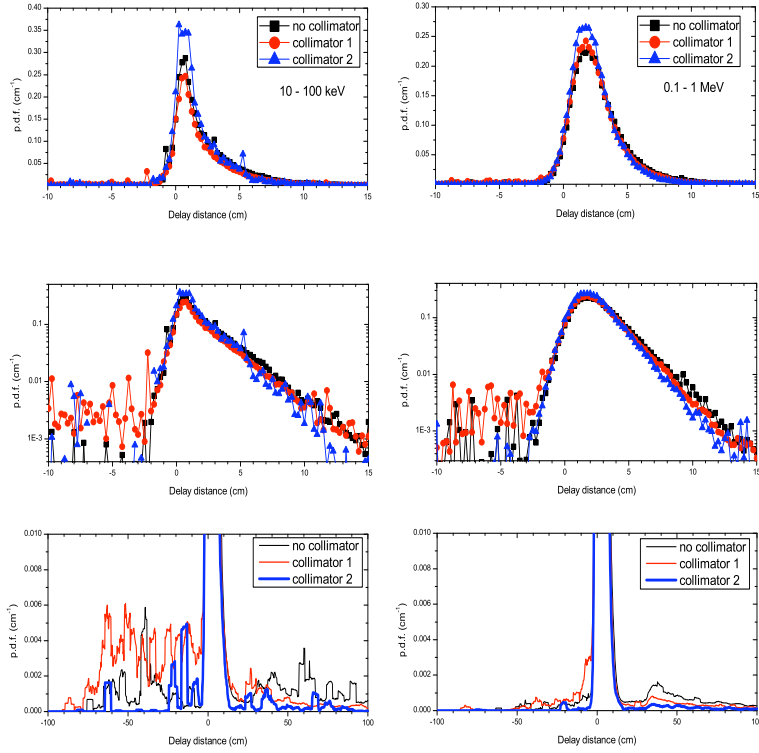 0.40
0.35
0.30
0.25
0.20
0.15
0.10
0.05
p.d.f. (cm-1)
no collimator
collimator 1
collimator 2
10 - 100 keV
-10 -5 0 5 10 15
Delay distance (cm)
0.30
0.25
0.20
0.15
0.10
0.05
p.d.f. (cm-1)
no collimator
collimator 1
collimator 2
0.1 - 1 MeV
-10 -5 0 5 10 15
Delay distance (cm)
0.1
0.01
1E-3
p.d.f. (cm-1)
-10 -5 0 5 10 15
Delay distance (cm)
0.1
0.01
1E-3
p.d.f. (cm-1)
-10 -5 0 5 10 15
Delay distance (cm)
0.010
0.008
0.006
0.004
0.002
0.000
p.d.f. (cm-1)
no collimator
collimator 1
collimator 2
-100 -50 0 50 100
Delay distance (cm)
0.010
0.008
0.006
0.004
0.002
0.000
p.d.f. (cm-1)
no collimator
collimator 1
collimator 2
-100 -50 0 50 100
Delay distance (cm)